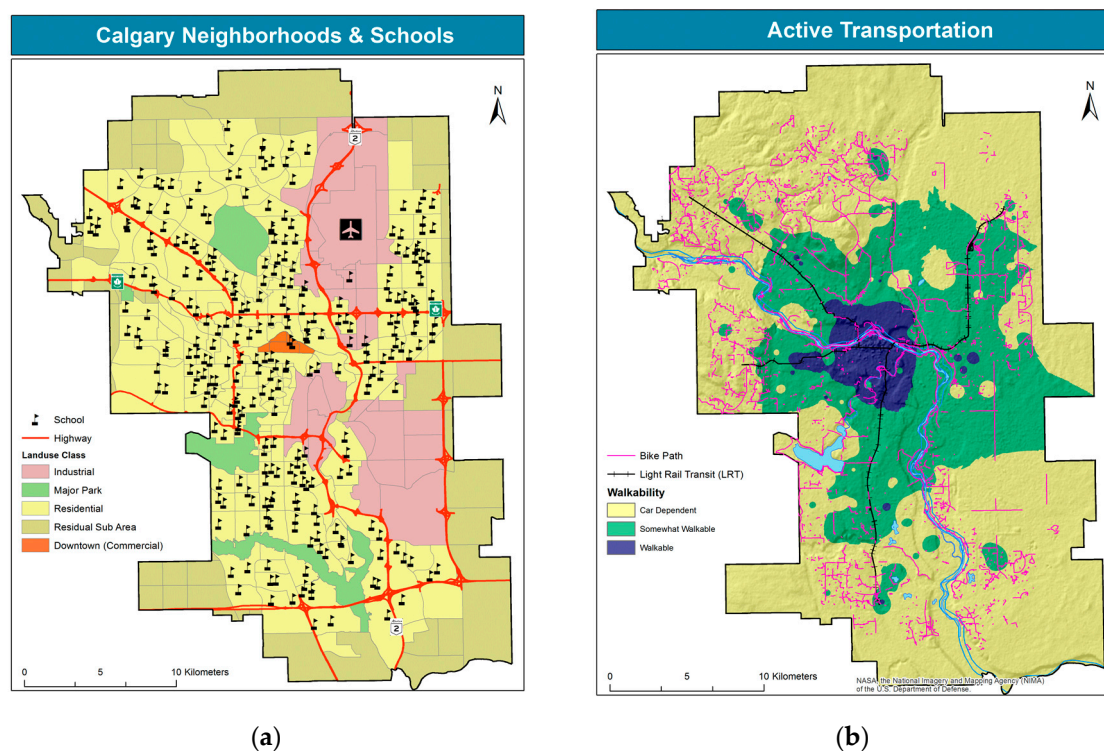 Calgary Neighborhoods & Schools
N
2
School
Highway
Landuse Class
Industrial
Major Park
Residential
Residual Sub Area
Downtown (Commercial)
2
0 5 10 Kilometers
(a)
Active Transportation
N
Bike Path
Light Rail Transit (LRT)
Walkability
Car Dependent
Somewhat Walkable
Walkable
0 5 10 Kilometers
NASA, the National Imagery and Mapping Agency (NIMA)
of the U.S. Department of Defense.
(b)